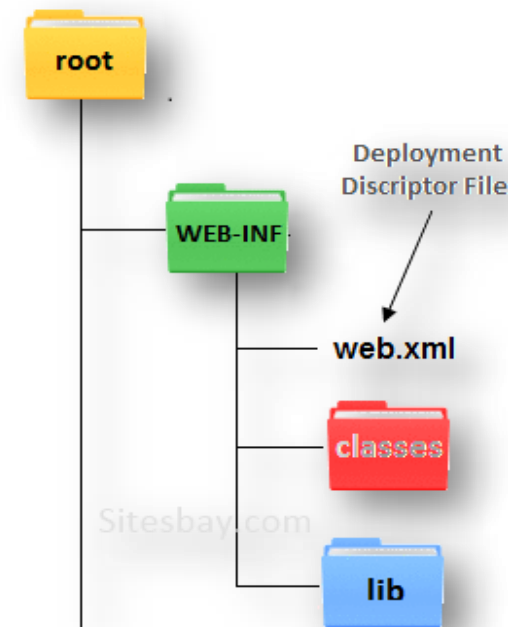 root
Deployment
Discriptor File
WEB-INF
web.xml
classes
Sitesbay.com
lib